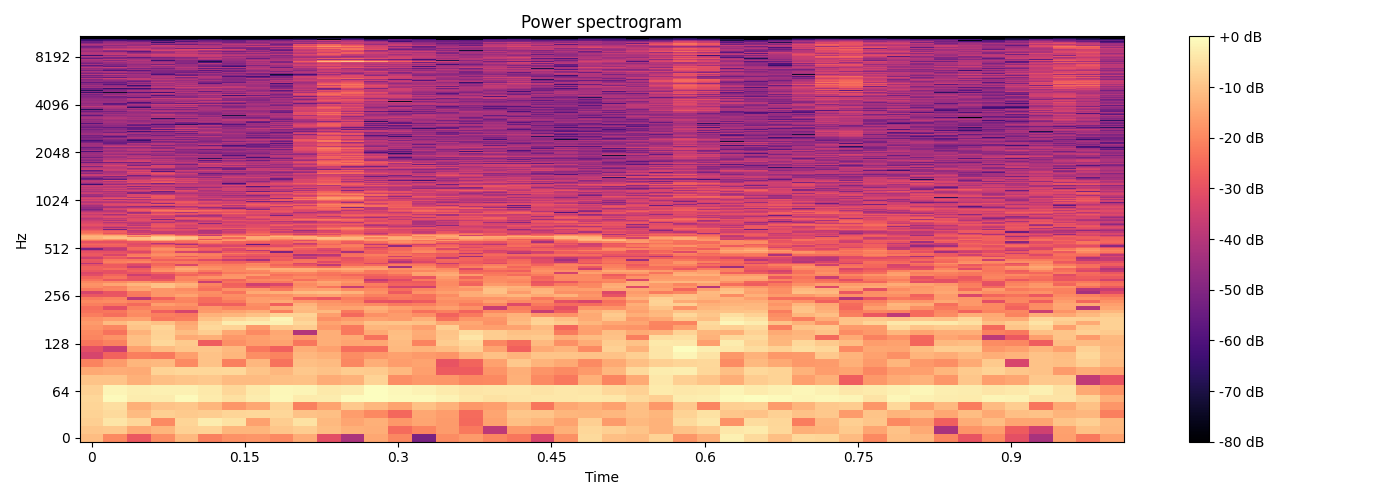 Power spectrogram
Hz
8192
4096
2048
1024
512
256
128
64
0
0 0.15 0.3 0.45 0.6 0.75 0.9
Time
+0 dB
-10 dB
-20 dB
-30 dB
-40 dB
-50 dB
-60 dB
-70 dB
-80 dB